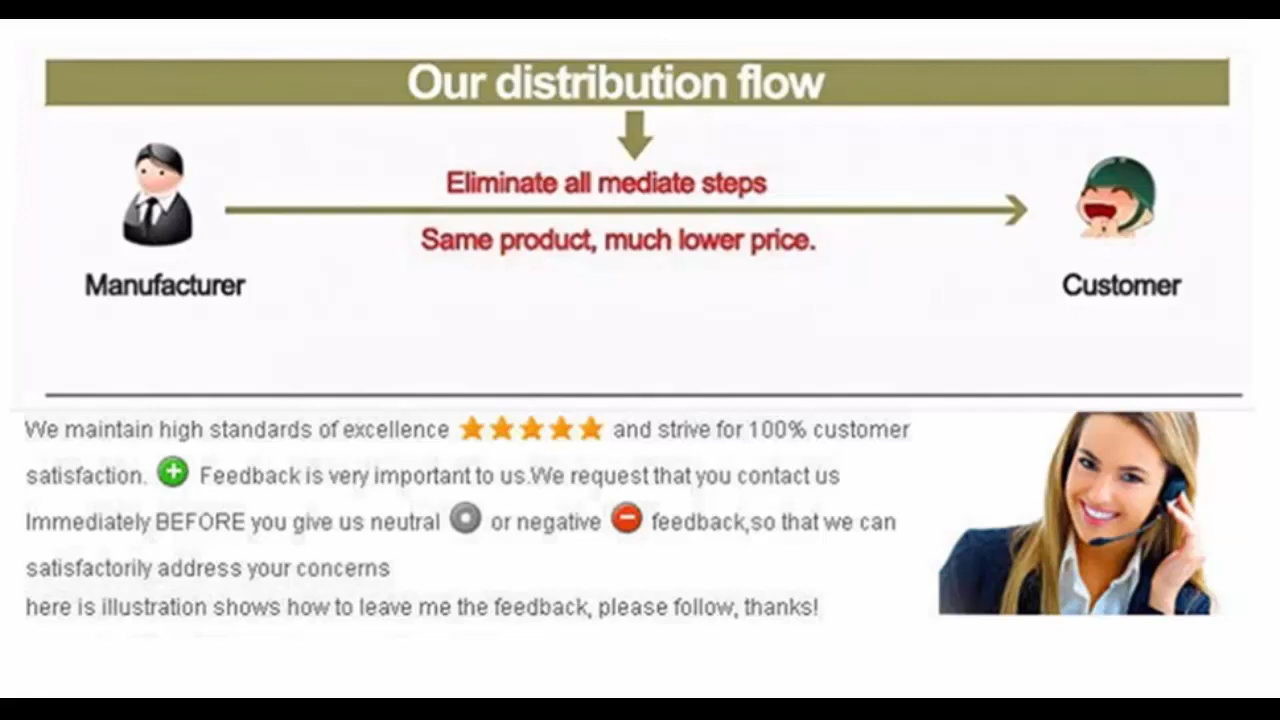 Our distribution flow
Eliminate all mediate steps
Same product, much lower price.
Manufacturer
Customer
We maintain high standards of excellence and strive for 100% customer
satisfaction. Feedback is very important to us.We request that you contact us
Immediately BEFORE you give us neutral or negative feedback,so that we can
satisfactorily address your concerns
here is illustration shows how to leave me the feedback, please follow, thanks!